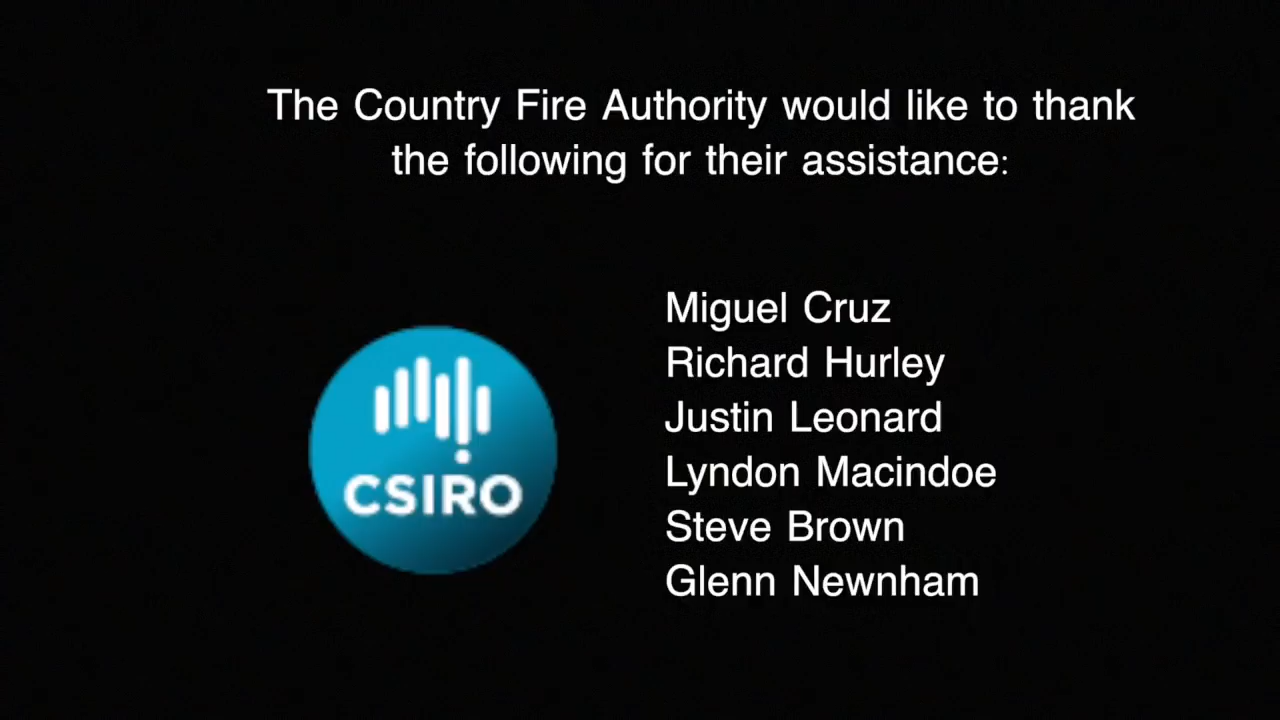 The Country Fire Authority would like to thank
the following for their assistance:
CSIRO
Miguel Cruz
Richard Hurley
Justin Leonard
Lyndon Macindoe
Steve Brown
Glenn Newnham